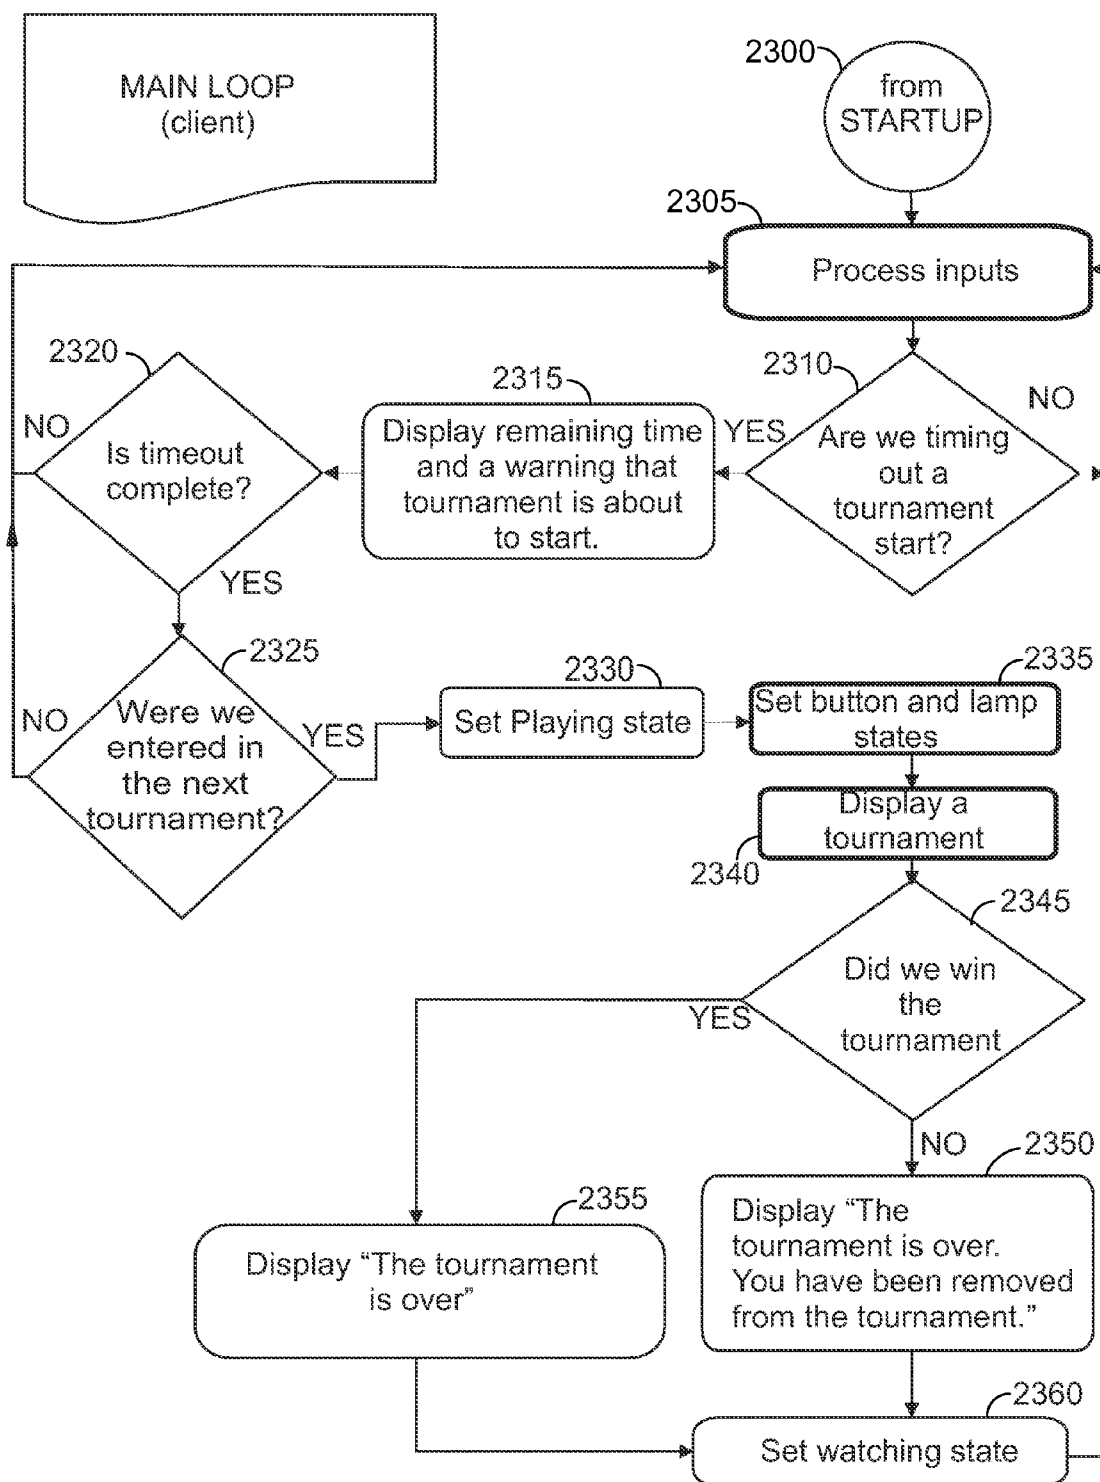 MAIN LOOP
(client)
2300
from
STARTUP
2305
Process inputs
2310
NO
YES
Are we timing
out a
tournament
start?
2315
Display remaining time
and a warning that
tournament is about
to start.
2320
NO
Is timeout
complete?
YES
2325
NO
Were we
entered in
the next
tournament?
YES
2330
Set Playing state
2335
Set button and lamp
states
Display a
tournament
2340
2345
Did we win
the
tournament
YES
NO
2350
Display “The
tournament is over.
You have been removed
from the tournament.”
2355
Display “The tournament
is over”
2360
Set watching state